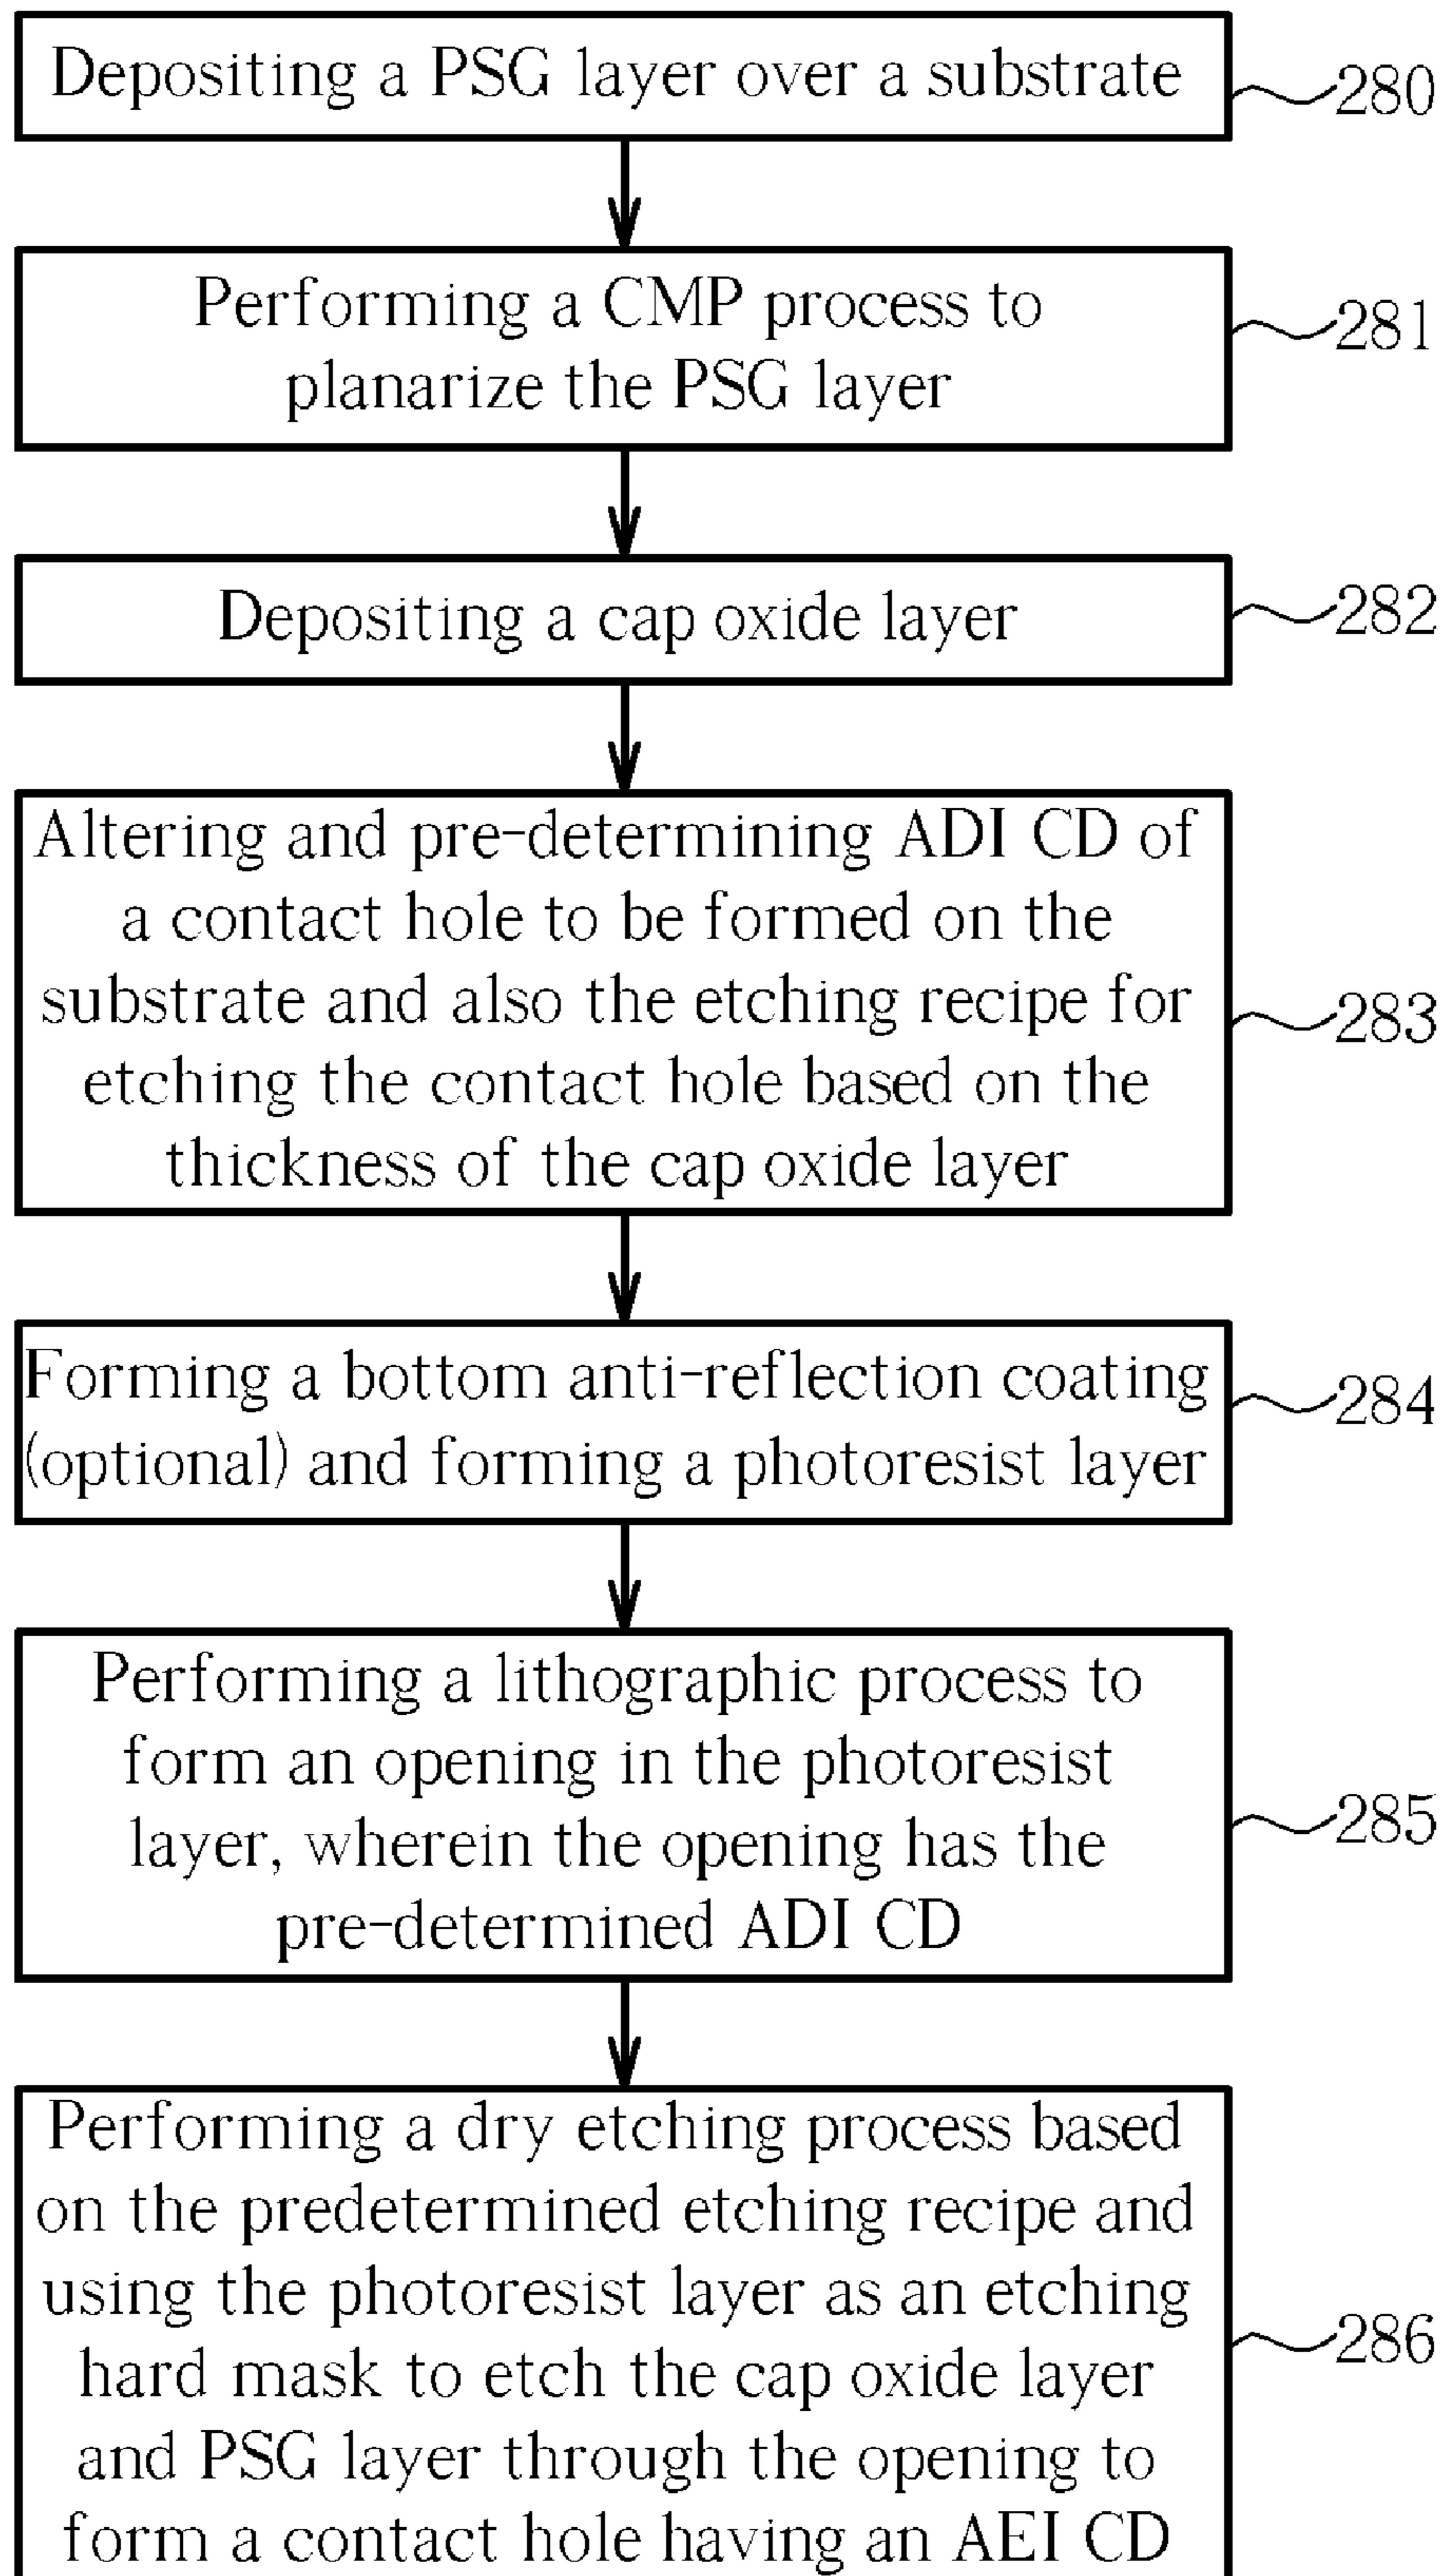 Depositing a PSG layer over a substrate
280
Performing a CMP process to
planarize the PSG layer
281
Depositing a cap oxide layer
282
Altering and pre-determining ADI CD of
a contact hole to be formed on the
substrate and also the etching recipe for
etching the contact hole based on the
thickness of the cap oxide layer
283
Forming a bottom anti-reflection coating
(optional) and forming a photoresist layer
284
Performing a lithographic process to
form an opening in the photoresist
layer, wherein the opening has the
pre-determined ADI CD
285
Performing a dry etching process based
on the predetermined etching recipe and
using the photoresist layer as an etching
hard mask to etch the cap oxide layer
and PSG layer through the opening to
form a contact hole having an AEI CD
286